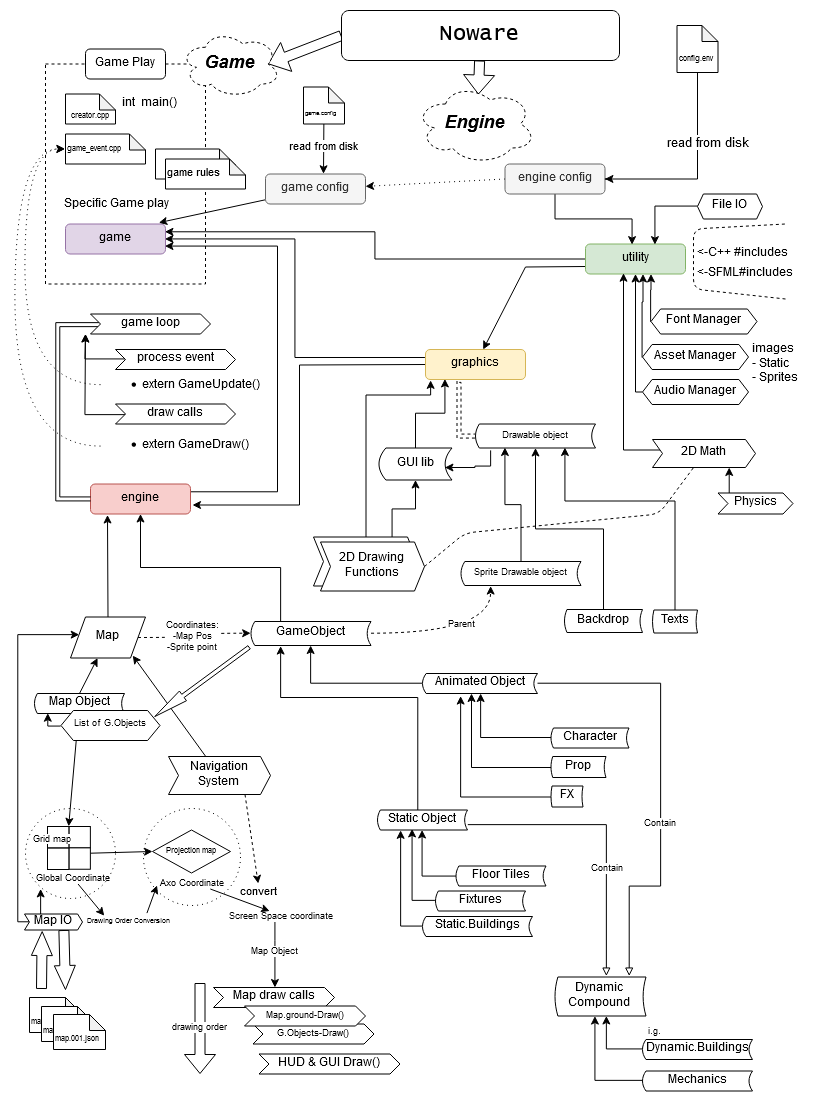 Noware
Game Play
Game
config.env
int main()
creator.cpp
game.config
Engine
game_event.cpp
read from disk
read from disk
game rules
game config
engine config
Specific Game play
File IO
game
utility
<-C++ #includes
<-SFML#includes
game loop
Font Manager
process event
graphics
Asset Manager
images
- Static
- Sprites
• extern GameUpdate()
Audio Manager
draw calls
Drawable object
• extern GameDraw()
GUI lib
2D Math
engine
Physics
2D Drawing
Functions
Sprite Drawable object
Map
Coordinates:
-Map Pos
-Sprite point
GameObject
Parent
Backdrop
Texts
Map Object
List of G.Objects
Animated Object
Navigation
System
Character
Prop
FX
Grid map
Projection map
Static Object
Contain
Contain
Global Coordinate
Axo Coordinate
convert
Floor Tiles
Fixtures
Map IO
Drawing Order Conversion
Screen Space coordinate
Static.Buildings
Map Object
Map draw calls
Dynamic
Compound
ma
ma
map.001.json
drawing order
Map.ground-Draw()
G.Objects-Draw()
i.g.
Dynamic.Buildings
HUD & GUI Draw()
Mechanics